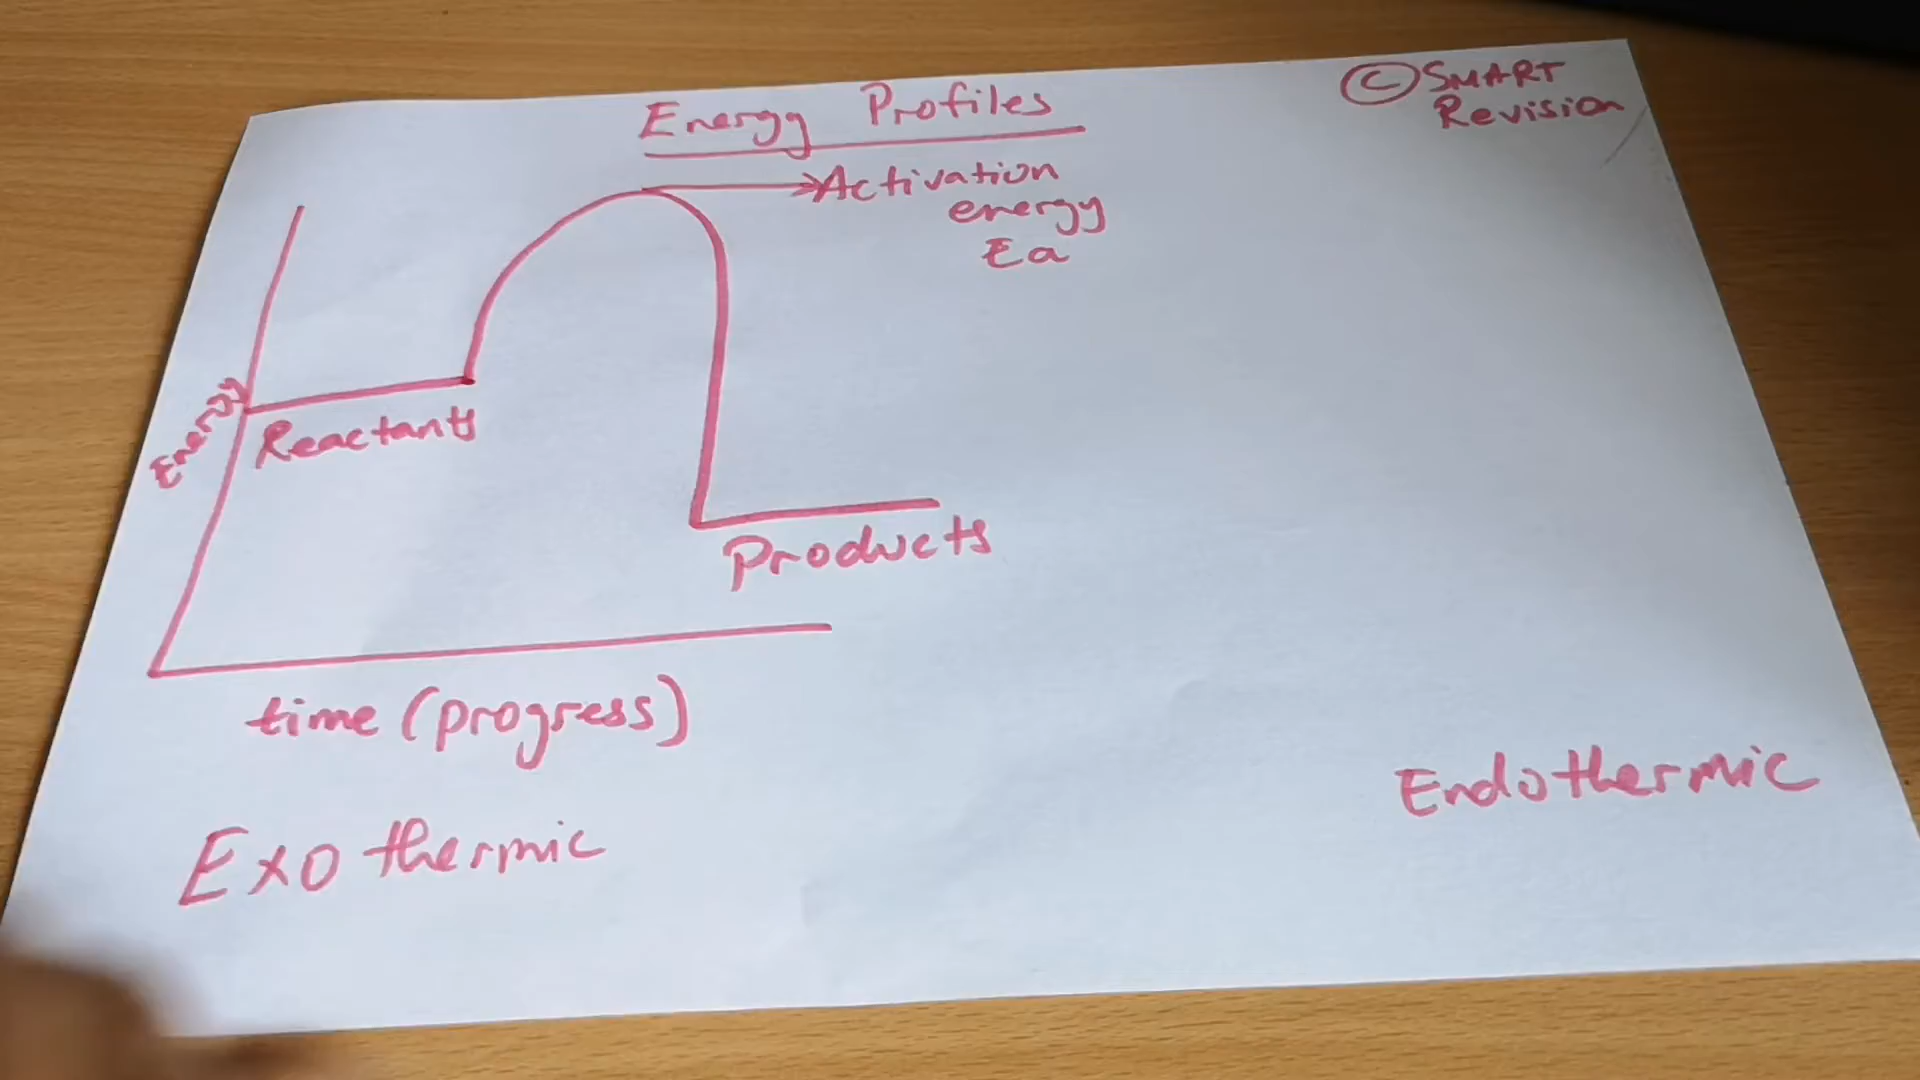 Energy Profiles
© SMART
Revision
Activation
energy
Ea
Energy
Reactants
Products
time (progress)
Exothermic
Endothermic